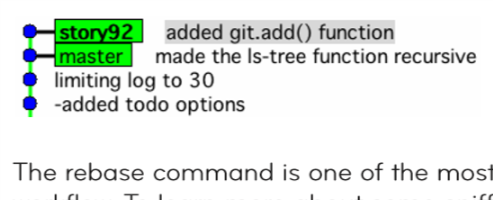 story92 added git.add() function
master made the ls-tree function recursive
limiting log to 30
-added todo options
The rebase command is one of the most